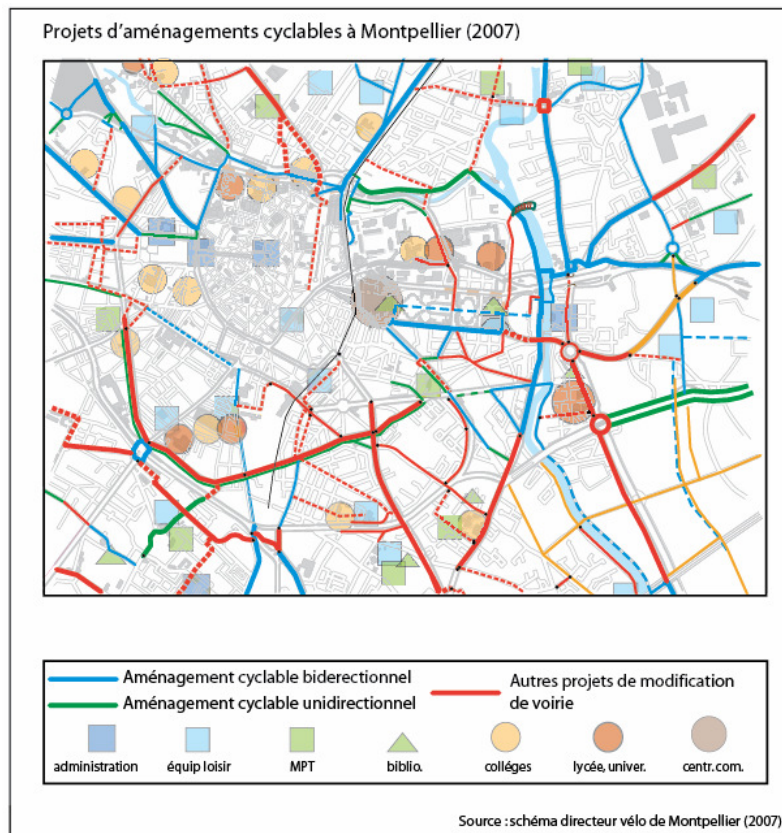 Projets d'aménagements cyclables à Montpellier (2007)
Aménagement cyclable biderectionnel
Aménagement cyclable unidirectionnel
Autres projets de modification
de voirie
administration
équip loisir
MPT
biblio.
colléges
lycée, univer.
centr.com.
Source : schéma directeur vélo de Montpellier (2007)